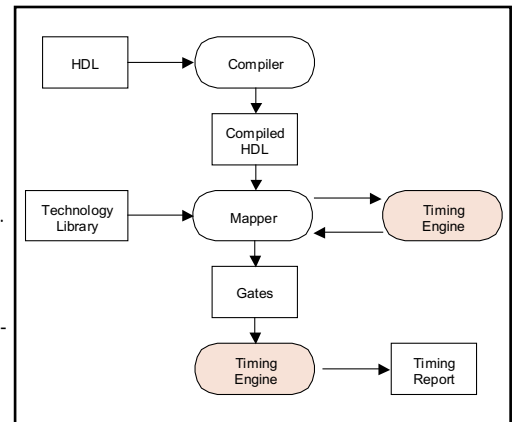 HDL
Compiler
Compiled
HDL
Technology
Library
Mapper
Timing
Engine
Gates
Timing
Engine
Timing
Report